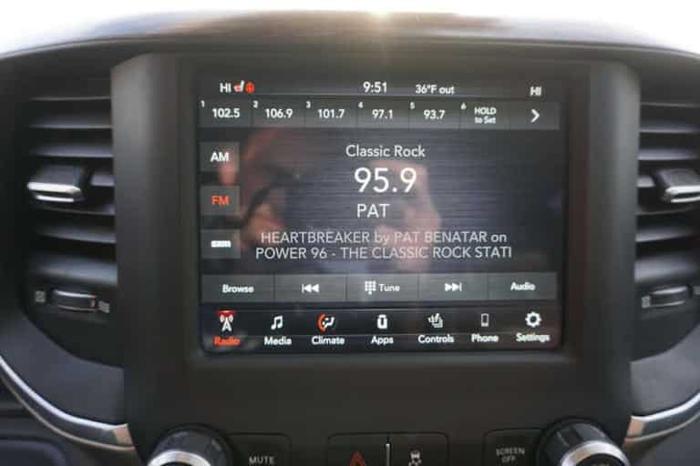 HI 9:51 36°F out HI
1 102.5 2 106.9 3 101.7 4 97.1 5 93.7 6 HOLD to Set
AM
Classic Rock
95.9
FM
PAT
sxm
HEARTBREAKER by PAT BENATAR on
POWER 96 - THE CLASSIC ROCK STATI
Browse Tune Audio
Radio Media Climate Apps Controls Phone Settings
MUTE
SCREEN
OFF